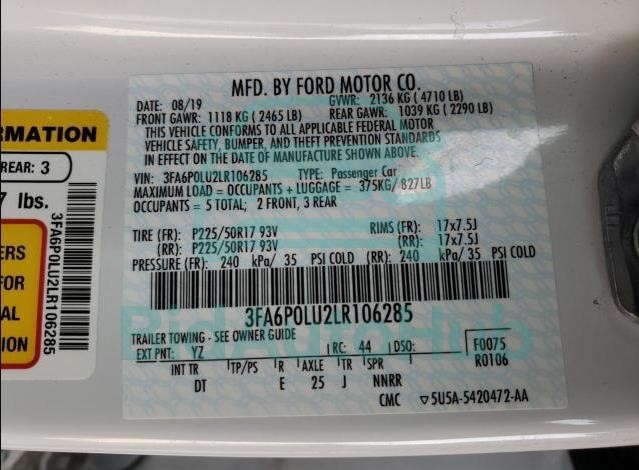 MFD. BY FORD MOTOR CO.
DATE: 08/19 GVWR: 2136 KG (4710 LB)
FRONT GAWR: 1118 KG (2465 LB) REAR GAWR: 1039 KG (2290 LB)
THIS VEHICLE CONFORMS TO ALL APPLICABLE FEDERAL MOTOR
VEHICLE SAFETY, BUMPER, AND THEFT PREVENTION STANDARDS
IN EFFECT ON THE DATE OF MANUFACTURE SHOWN ABOVE.
VIN: 3FA6P0LU2LR106285 TYPE: Passenger Car
MAXIMUM LOAD = OCCUPANTS + LUGGAGE = 375KG/827LB
OCCUPANTS = 5 TOTAL; 2 FRONT, 3 REAR
TIRE (FR): P225/50R17 93V RIMS (FR): 17x7.5J
(RR): P225/50R17 93V (RR): 17x7.5J
PRESSURE (FR): 240 kPa/ 35 PSI COLD (RR): 240 kPa/ 35 PSI COLD
3FA6P0LU2LR106285
TRAILER TOWING - SEE OWNER GUIDE
EXT PNT: YZ RC: 44 DSO: F0075
R0106
INT TR TP/PS R AXLE TR SPR
DT E 25 J NNRR
CMC ▽5U5A-5420472-AA
RMATION
REAR: 3
7 lbs.
ERS
FOR
AL
ION
3FA6P0LU2LR106285
BidAutoHub